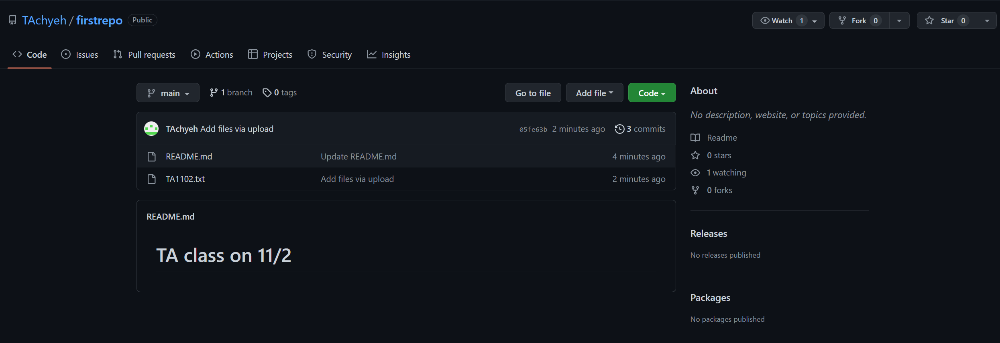 TAchyeh / firstrepo Public
Watch 1 Fork 0 Star 0
Code Issues Pull requests Actions Projects Security Insights
main 1 branch 0 tags Go to file Add file Code
TAchyeh Add files via upload 05fe63b 2 minutes ago 3 commits
README.md Update README.md 4 minutes ago
TA1102.txt Add files via upload 2 minutes ago
README.md
TA class on 11/2
About
No description, website, or topics provided.
Readme
0 stars
1 watching
0 forks
Releases
No releases published
Packages
No packages published